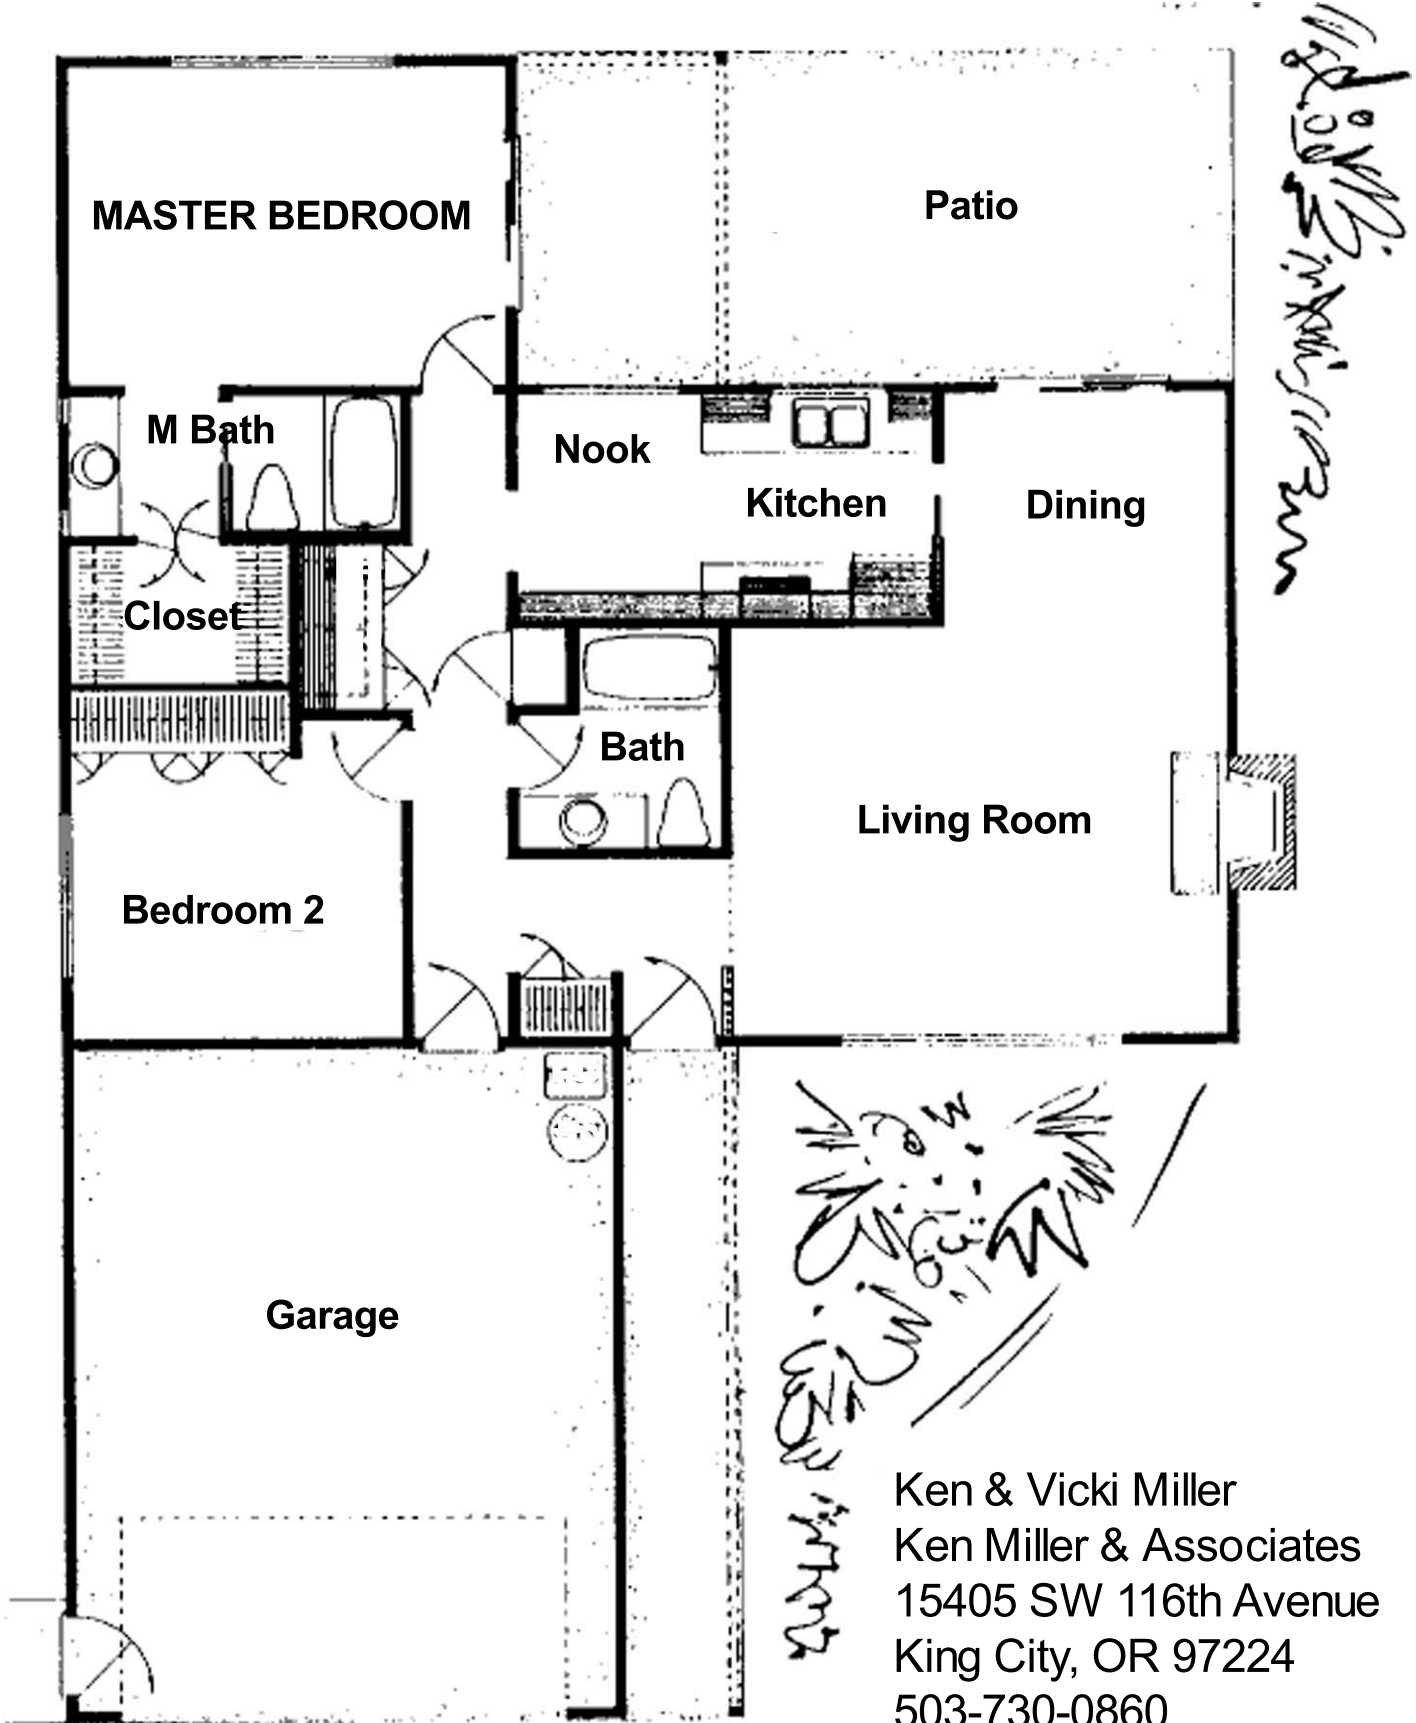 MASTER BEDROOM
Patio
M Bath
Nook
Kitchen
Dining
Closet
Bath
Living Room
Bedroom 2
Garage
Ken & Vicki Miller
Ken Miller & Associates
15405 SW 116th Avenue
King City, OR 97224
503-730-0860